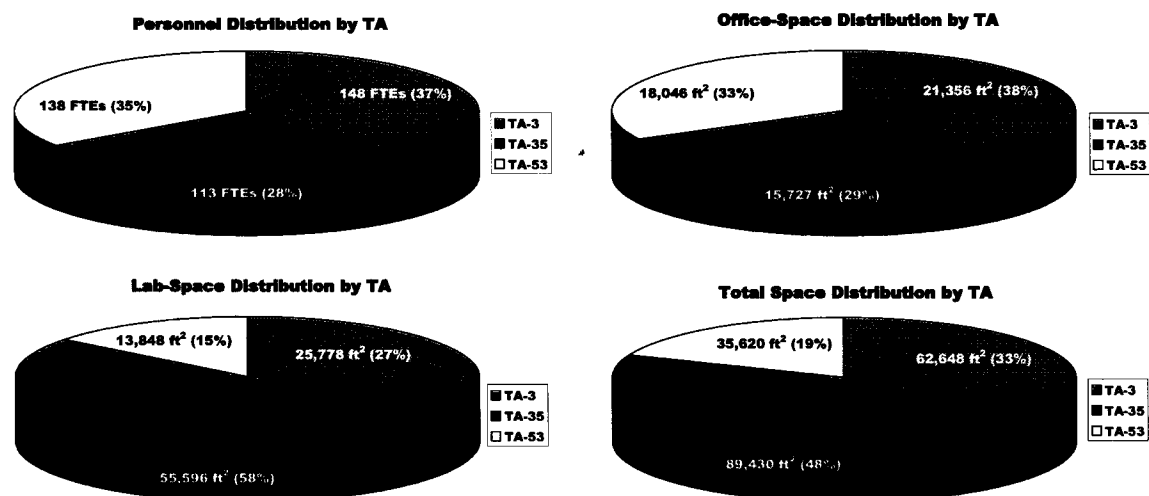 Personnel Distribution by TA
138 FTEs (35%)
148 FTEs (37%)
113 FTEs (28%)
TA-3
TA-35
TA-53
Office-Space Distribution by TA
18,046 ft² (33%)
21,356 ft² (38%)
15,727 ft² (29%)
TA-3
TA-35
TA-53
Lab-Space Distribution by TA
13,848 ft² (15%)
25,778 ft² (27%)
55,596 ft² (58%)
TA-3
TA-35
TA-53
Total Space Distribution by TA
35,620 ft² (19%)
62,648 ft² (33%)
89,430 ft² (48%)
TA-3
TA-35
TA-53